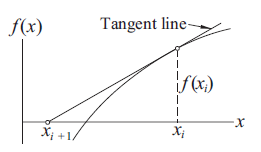 f(x)
Tangent line
f(xᵢ)
xᵢ₊₁
xᵢ
x